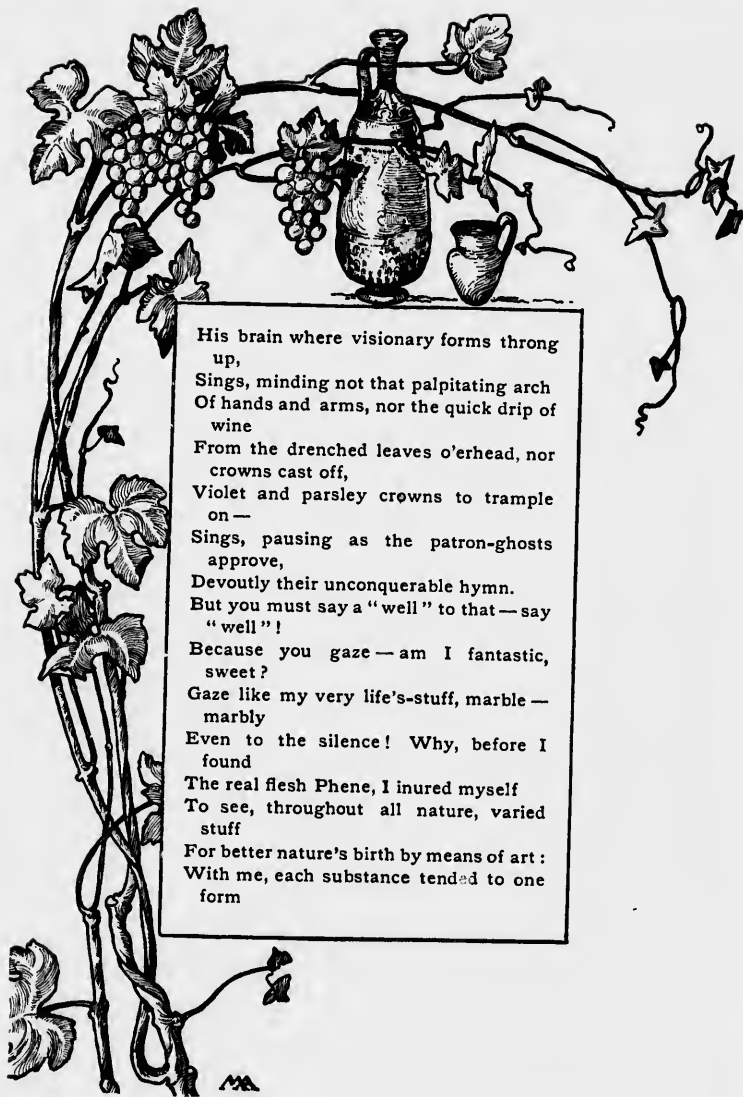 His brain where visionary forms throng
up,
Sings, minding not that palpitating arch
Of hands and arms, nor the quick drip of
wine
From the drenched leaves o'erhead, nor
crowns cast off,
Violet and parsley crowns to trample
on —
Sings, pausing as the patron-ghosts
approve,
Devoutly their unconquerable hymn.
But you must say a "well" to that — say
"well"!
Because you gaze — am I fantastic,
sweet?
Gaze like my very life's-stuff, marble —
marbly
Even to the silence! Why, before I
found
The real flesh Phene, I inured myself
To see, throughout all nature, varied
stuff
For better nature's birth by means of art:
With me, each substance tended to one
form